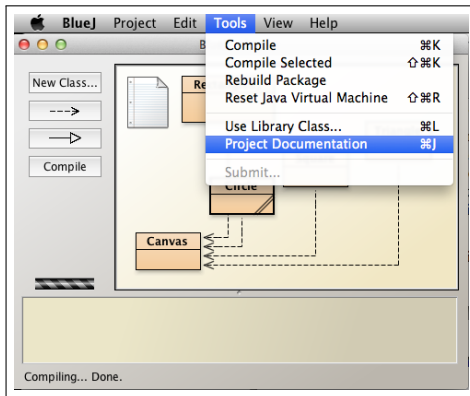 BlueJ Project Edit Tools View Help
B
Compile ⌘K
Compile Selected ⇧⌘K
Rebuild Package
Reset Java Virtual Machine ⇧⌘R
Use Library Class... ⌘L
Project Documentation ⌘J
Submit...
New Class...
Compile
Re
Circle
Canvas
Compiling... Done.